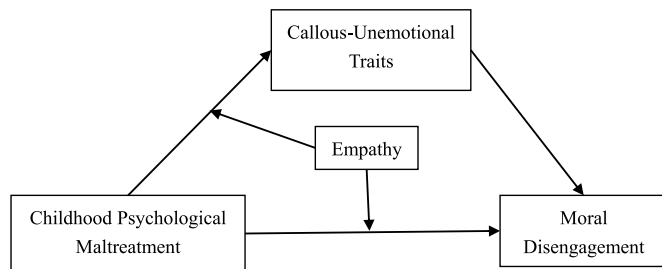 Callous-Unemotional
Traits
Empathy
Childhood Psychological
Maltreatment
Moral
Disengagement